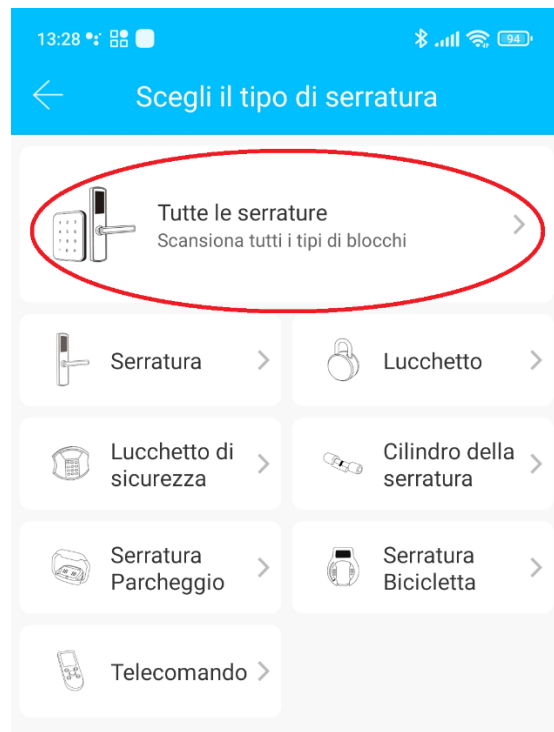 13:28
94
Scegli il tipo di serratura
Tutte le serrature
Scansiona tutti i tipi di blocchi
Serratura
Lucchetto
Lucchetto di
sicurezza
Cilindro della
serratura
Serratura
Parcheggio
Serratura
Bicicletta
Telecomando